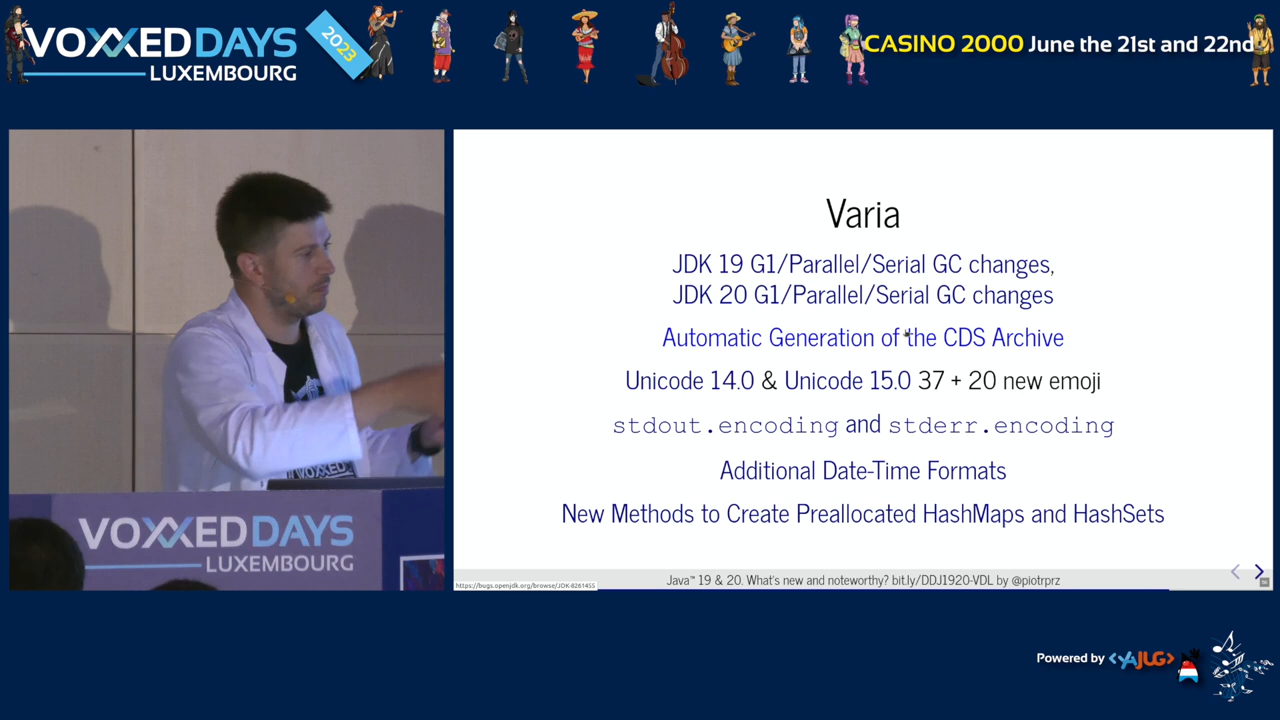 VOXXED DAYS
LUXEMBOURG
2023
CASINO 2000 June the 21st and 22nd
Varia
JDK 19 G1/Parallel/Serial GC changes,
JDK 20 G1/Parallel/Serial GC changes
Automatic Generation of the CDS Archive
Unicode 14.0 & Unicode 15.0 37 + 20 new emoji
stdout.encoding and stderr.encoding
Additional Date-Time Formats
New Methods to Create Preallocated HashMaps and HashSets
https://bugs.openjdk.org/browse/JDK-8261455
Java™ 19 & 20. What's new and noteworthy? bit.ly/DDJ1920-VDL by @piotrprz
VOXXED
VOXXED DAYS
LUXEMBOURG
Powered by <YAJUG>